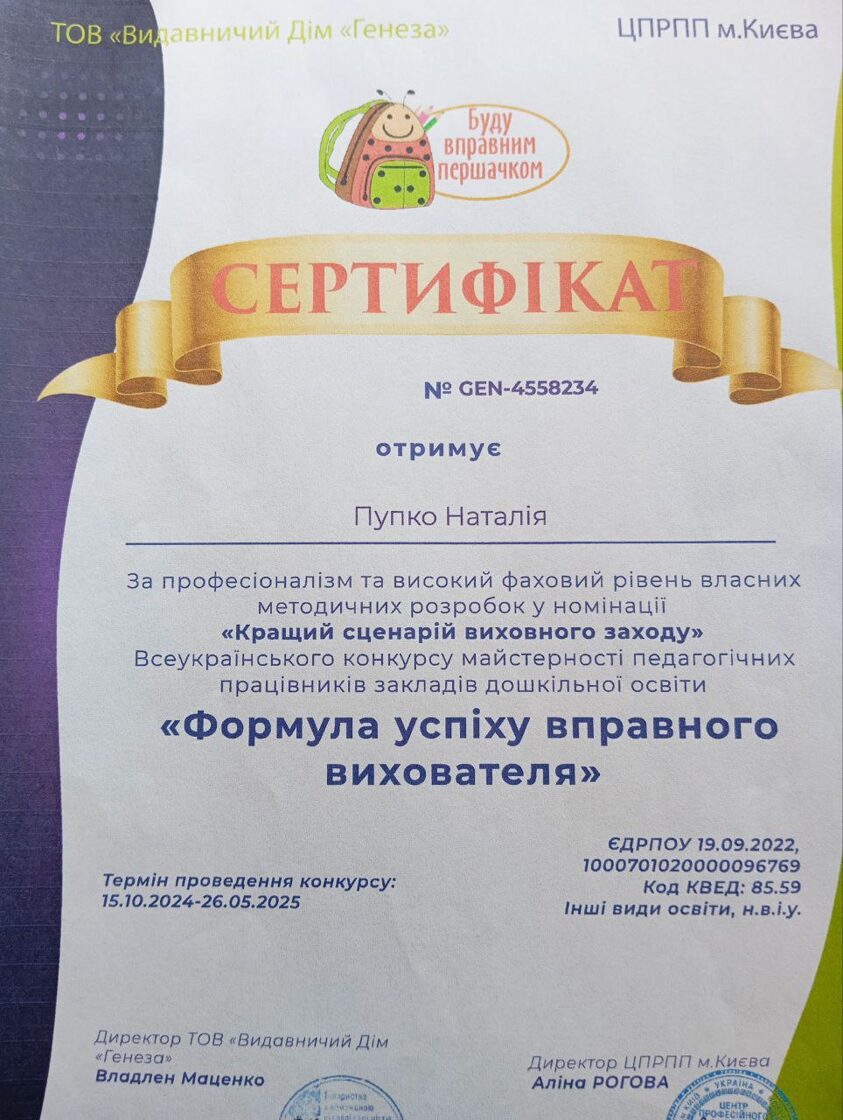 ТОВ «Видавничий Дім «Генеза»
ЦПРПП м.Києва
Буду
вправним
першачком
СЕРТИФІКАТ
№ GEN-4558234
отримує
Пупко Наталія
За професіоналізм та високий фаховий рівень власних
методичних розробок у номінації
«Кращий сценарій виховного заходу»
Всеукраїнського конкурсу майстерності педагогічних
працівників закладів дошкільної освіти
«Формула успіху вправного
вихователя»
Термін проведення конкурсу:
15.10.2024-26.05.2025
ЄДРПОУ 19.09.2022,
1000701020000096769
Код КВЕД: 85.59
Інші види освіти, н.в.і.у.
Директор ТОВ «Видавничий Дім
«Генеза»
Владлен Маценко
Директор ЦПРПП м.Києва
Аліна РОГОВА
УКРАЇНА
ЦЕНТР
ПРОФЕСІЙНОГО